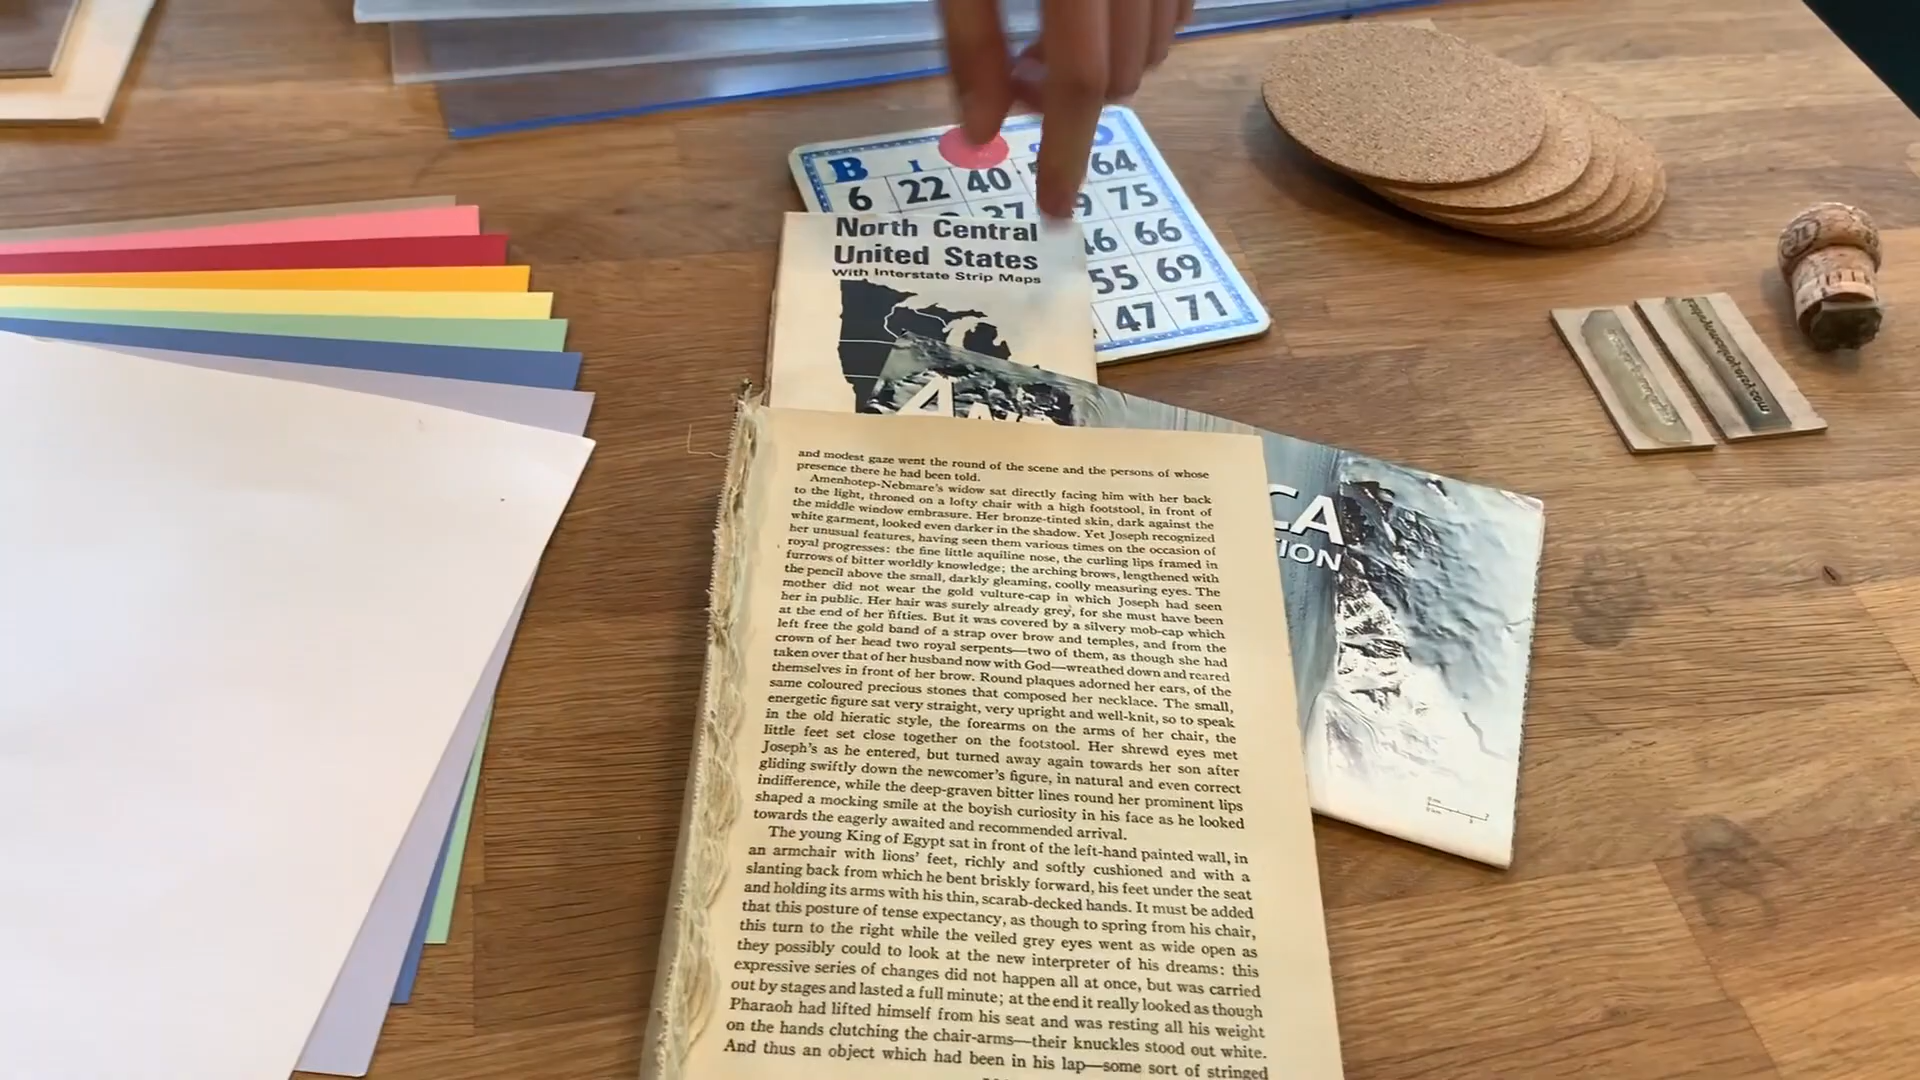 B I
6 22 40 64
75
66
55 69
47 71
North Central
United States
With Interstate Strip Maps
CA
ION
and modest gaze went the round of the scene and the persons of whose
presence there he had been told.
Amenhotep-Nebmare's widow sat directly facing him with her back
to the light, throned on a lofty chair with a high footstool, in front of
the middle window embrasure. Her bronze-tinted skin, dark against the
white garment, looked even darker in the shadow. Yet Joseph recognized
her unusual features, having seen them various times on the occasion of
royal progresses: the fine little aquiline nose, the curling lips framed in
furrows of bitter worldly knowledge; the arching brows, lengthened with
the pencil above the small, darkly gleaming, coolly measuring eyes. The
mother did not wear the gold vulture-cap in which Joseph had seen
her in public. Her hair was surely already grey, for she must have been
at the end of her fifties. But it was covered by a silvery mob-cap which
left free the gold band of a strap over brow and temples, and from the
crown of her head two royal serpents—two of them, as though she had
taken over that of her husband now with God—wreathed down and reared
themselves in front of her brow. Round plaques adorned her ears, of the
same coloured precious stones that composed her necklace. The small,
energetic figure sat very straight, very upright and well-knit, so to speak
in the old hieratic style, the forearms on the arms of her chair, the
little feet set close together on the footstool. Her shrewd eyes met
Joseph's as he entered, but turned away again towards her son after
gliding swiftly down the newcomer's figure, in natural and even correct
indifference, while the deep-graven bitter lines round her prominent lips
shaped a mocking smile at the boyish curiosity in his face as he looked
towards the eagerly awaited and recommended arrival.
The young King of Egypt sat in front of the left-hand painted wall, in
an armchair with lions' feet, richly and softly cushioned and with a
slanting back from which he bent briskly forward, his feet under the seat
and holding its arms with his thin, scarab-decked hands. It must be added
that this posture of tense expectancy, as though to spring from his chair,
this turn to the right while the veiled grey eyes went as wide open as
they possibly could to look at the new interpreter of his dreams: this
expressive series of changes did not happen all at once, but was carried
out by stages and lasted a full minute; at the end it really looked as though
Pharaoh had lifted himself from his seat and was resting all his weight
on the hands clutching the chair-arms—their knuckles stood out white.
And thus an object which had been in his lap—some sort of stringed